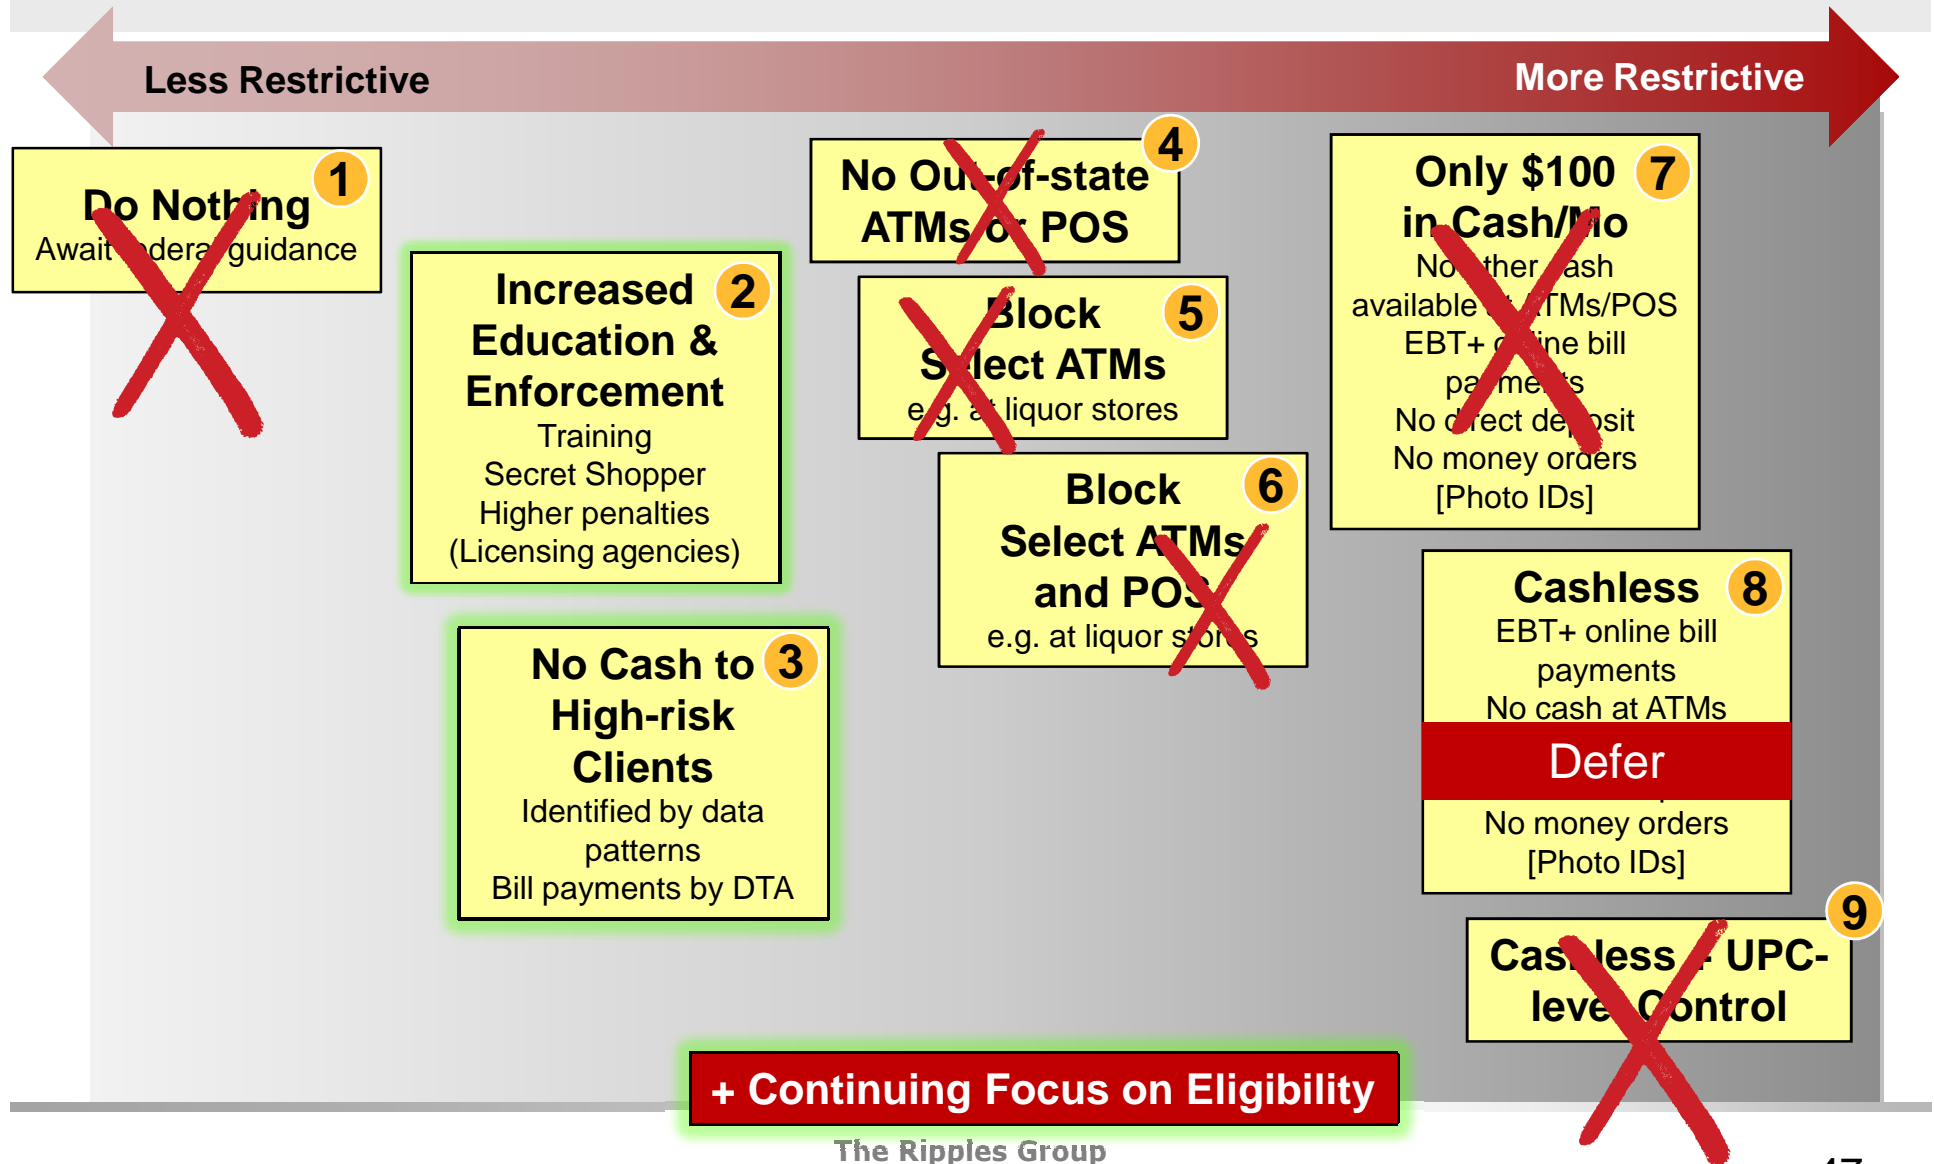 Less Restrictive
More Restrictive
1
Do Nothing
Await federal guidance
2
Increased
Education &
Enforcement
Training
Secret Shopper
Higher penalties
(Licensing agencies)
3
No Cash to
High-risk
Clients
Identified by data
patterns
Bill payments by DTA
4
No Out-of-state
ATMs or POS
5
Block
Select ATMs
e.g. at liquor stores
6
Block
Select ATMs
and POS
e.g. at liquor stores
7
Only $100
in Cash/Mo
No other cash
available at ATMs/POS
EBT+ online bill
payments
No direct deposit
No money orders
[Photo IDs]
8
Cashless
EBT+ online bill
payments
No cash at ATMs
Defer
No money orders
[Photo IDs]
9
Cashless + UPC-
level Control
+ Continuing Focus on Eligibility
The Ripples Group